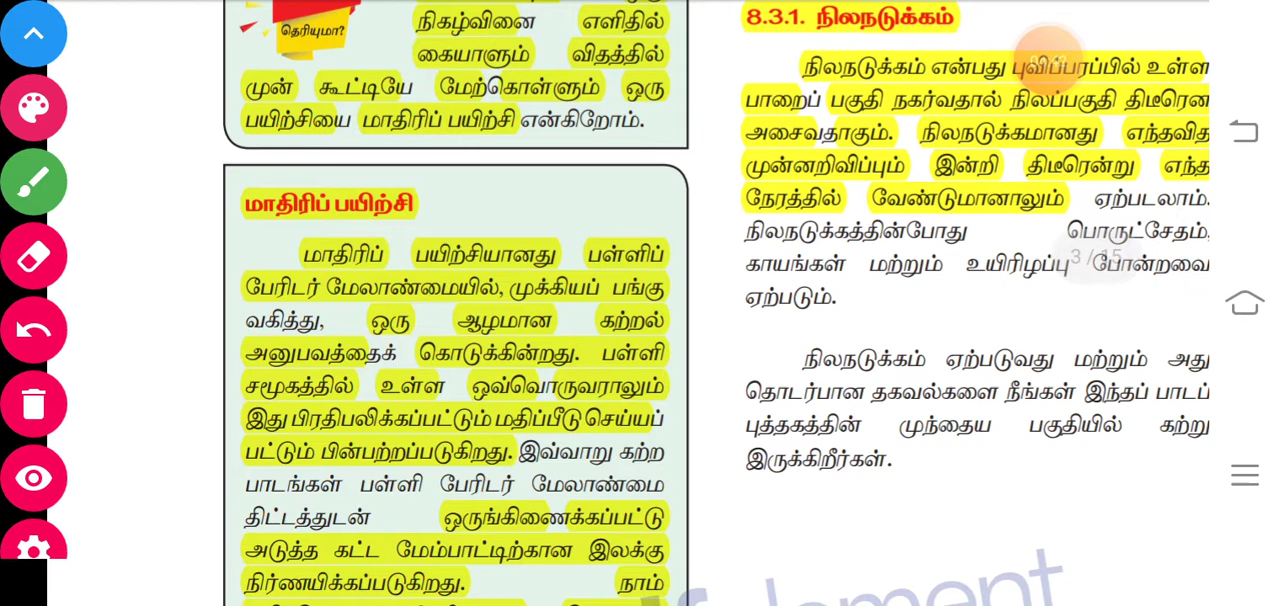 தெரியுமா?
நிகழ்வினை எளிதில்
கையாளும் விதத்தில்
முன் கூட்டியே மேற்கொள்ளும் ஒரு
பயிற்சியை மாதிரிப் பயிற்சி என்கிறோம்.
மாதிரிப் பயிற்சி
மாதிரிப் பயிற்சியானது பள்ளிப்
பேரிடர் மேலாண்மையில், முக்கியப் பங்கு
வகித்து, ஒரு ஆழமான கற்றல்
அனுபவத்தைக் கொடுக்கின்றது. பள்ளி
சமூகத்தில் உள்ள ஒவ்வொருவராலும்
இது பிரதிபலிக்கப்பட்டும் மதிப்பீடு செய்யப்
பட்டும் பின்பற்றப்படுகிறது. இவ்வாறு கற்ற
பாடங்கள் பள்ளி பேரிடர் மேலாண்மை
திட்டத்துடன் ஒருங்கிணைக்கப்பட்டு
அடுத்த கட்ட மேம்பாட்டிற்கான இலக்கு
நிர்ணயிக்கப்படுகிறது. நாம்
8.3.1. நிலநடுக்கம்
நிலநடுக்கம் என்பது புவிப்பரப்பில் உள்ள
பாறைப் பகுதி நகர்வதால் நிலப்பகுதி திடீரென
அசைவதாகும். நிலநடுக்கமானது எந்தவித
முன்னறிவிப்பும் இன்றி திடீரென்று எந்த
நேரத்தில் வேண்டுமானாலும் ஏற்படலாம்.
நிலநடுக்கத்தின்போது பொருட்சேதம்,
காயங்கள் மற்றும் உயிரிழப்பு போன்றவை
ஏற்படும்.
3 / 15
நிலநடுக்கம் ஏற்படுவது மற்றும் அது
தொடர்பான தகவல்களை நீங்கள் இந்தப் பாடப்
புத்தகத்தின் முந்தைய பகுதியில் கற்று
இருக்கிறீர்கள்.